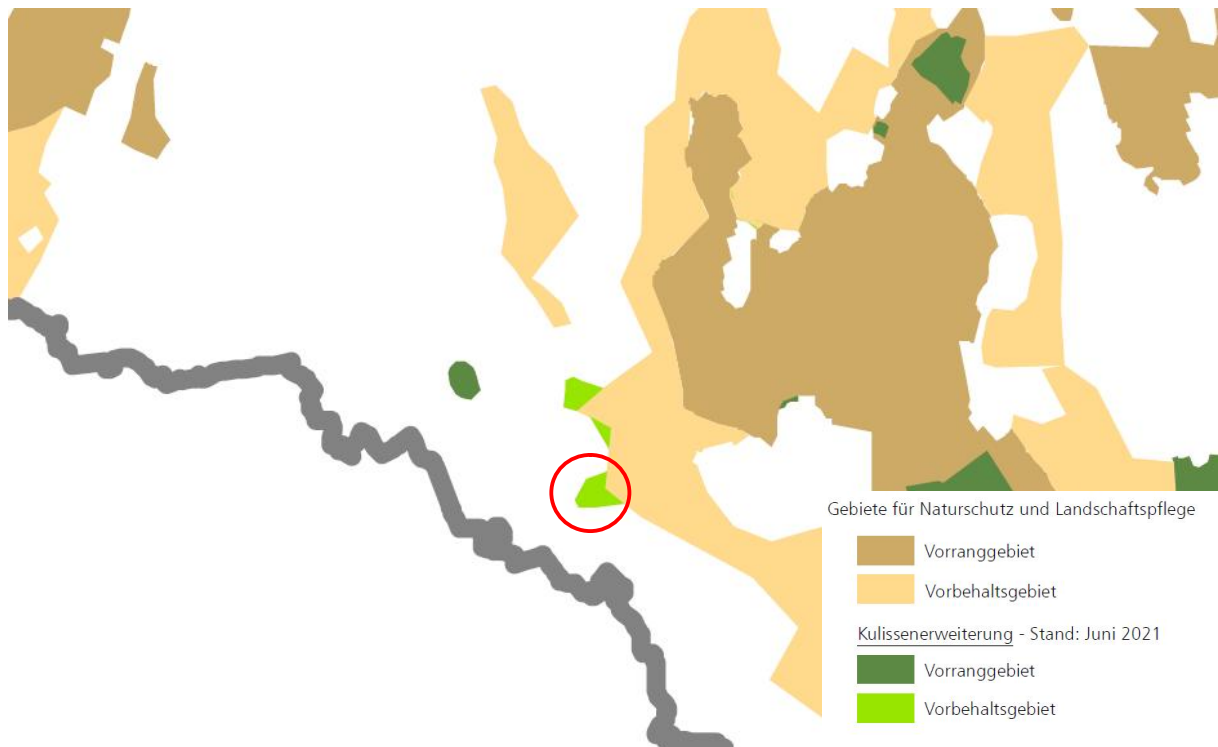 Gebiete für Naturschutz und Landschaftspflege
Vorranggebiet
Vorbehaltsgebiet
Kulissenerweiterung - Stand: Juni 2021
Vorranggebiet
Vorbehaltsgebiet